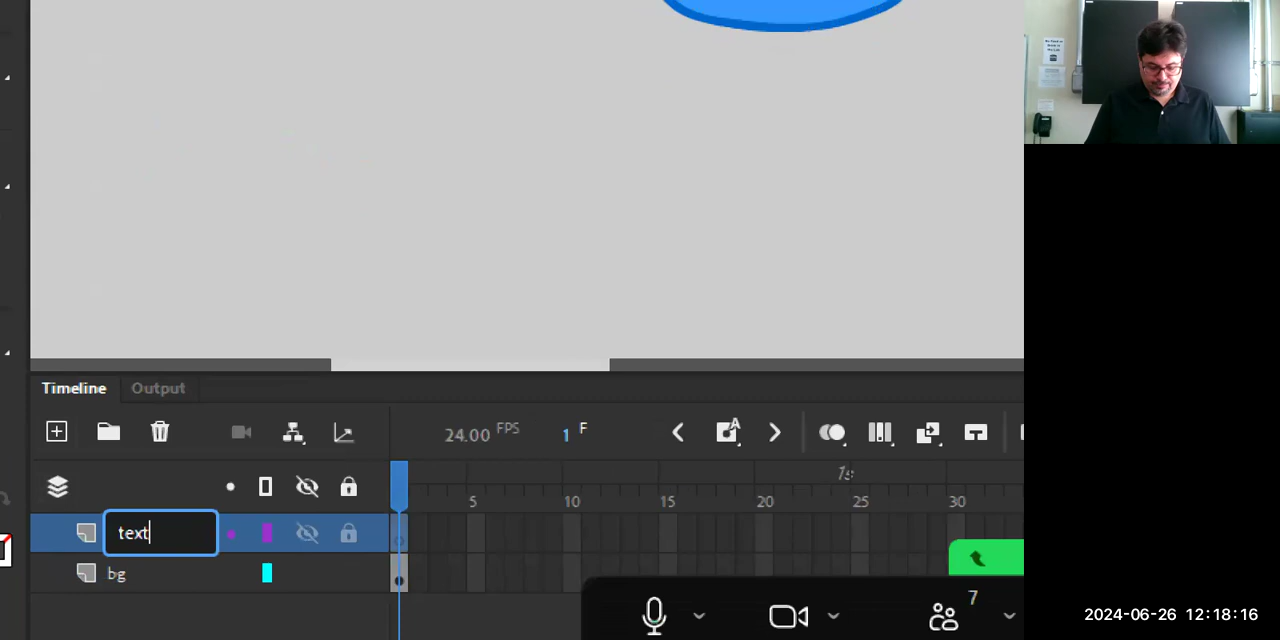 Timeline
Output
24.00 FPS
1 F
1s
5
10
15
20
25
30
text
bg
7
2024-06-26 12:18:16